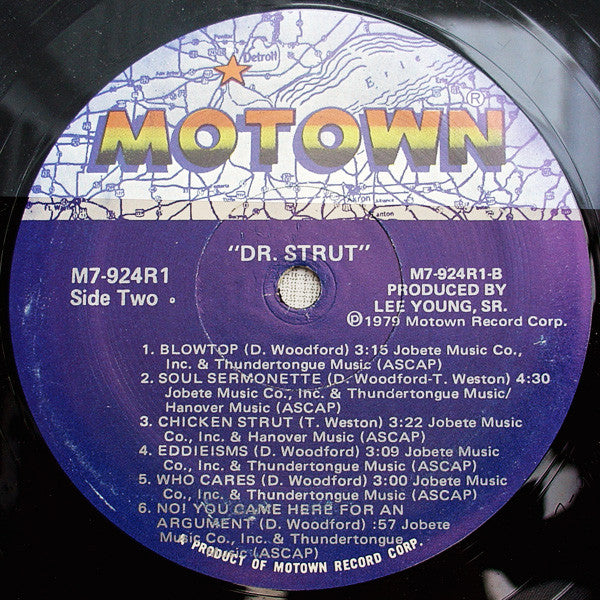 Detroit
Erie
MOTOWN®
Akron
anton
"DR. STRUT"
M7-924R1
Side Two
M7-924R1-B
PRODUCED BY
LEE YOUNG, SR.
℗1979 Motown Record Corp.
1. BLOWTOP (D. Woodford) 3:15 Jobete Music Co.,
Inc. & Thundertongue Music (ASCAP)
2. SOUL SERMONETTE (D. Woodford-T. Weston) 4:30
Jobete Music Co., Inc. & Thundertongue Music/
Hanover Music (ASCAP)
3. CHICKEN STRUT (T. Weston) 3:22 Jobete Music
Co., Inc. & Hanover Music (ASCAP)
4. EDDIEISMS (D. Woodford) 3:09 Jobete Music Co.,
Inc. & Thundertongue Music (ASCAP)
5. WHO CARES (D. Woodford) 3:00 Jobete Music
Co., Inc. & Thundertongue Music (ASCAP)
6. NO! YOU CAME HERE FOR AN
ARGUMENT (D. Woodford) :57 Jobete
Music Co., Inc. & Thundertongue
Music (ASCAP)
A PRODUCT OF MOTOWN RECORD CORP.